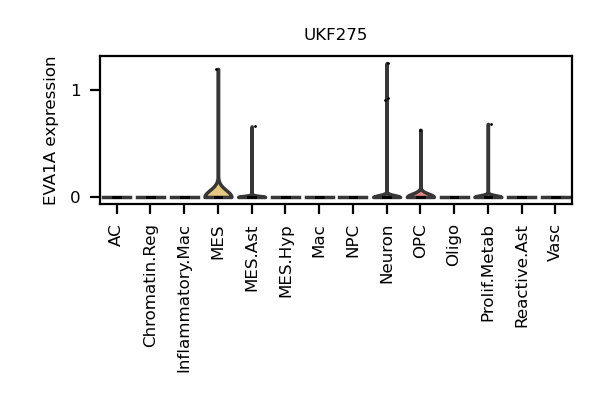 UKF275
EVA1A expression
1
0
AC
Chromatin.Reg
Inflammatory.Mac
MES
MES.Ast
MES.Hyp
Mac
NPC
Neuron
OPC
Oligo
Prolif.Metab
Reactive.Ast
Vasc